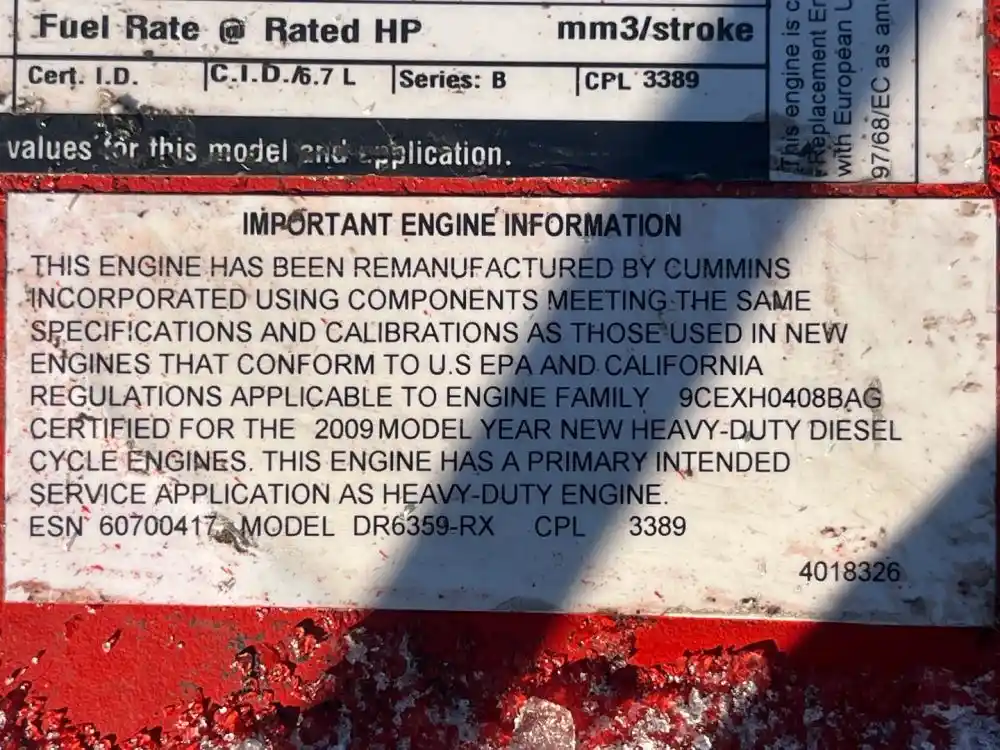 Fuel Rate @ Rated HP mm3/stroke
Cert. I.D. C.I.D./6.7 L Series: B CPL 3389
values for this model and application.
This engine is c
"Replacement En
with European U
97/68/EC as ame
IMPORTANT ENGINE INFORMATION
THIS ENGINE HAS BEEN REMANUFACTURED BY CUMMINS
INCORPORATED USING COMPONENTS MEETING THE SAME
SPECIFICATIONS AND CALIBRATIONS AS THOSE USED IN NEW
ENGINES THAT CONFORM TO U.S EPA AND CALIFORNIA
REGULATIONS APPLICABLE TO ENGINE FAMILY 9CEXH0408BAG
CERTIFIED FOR THE 2009 MODEL YEAR NEW HEAVY-DUTY DIESEL
CYCLE ENGINES. THIS ENGINE HAS A PRIMARY INTENDED
SERVICE APPLICATION AS HEAVY-DUTY ENGINE.
ESN 60700417 MODEL DR6359-RX CPL 3389
4018326